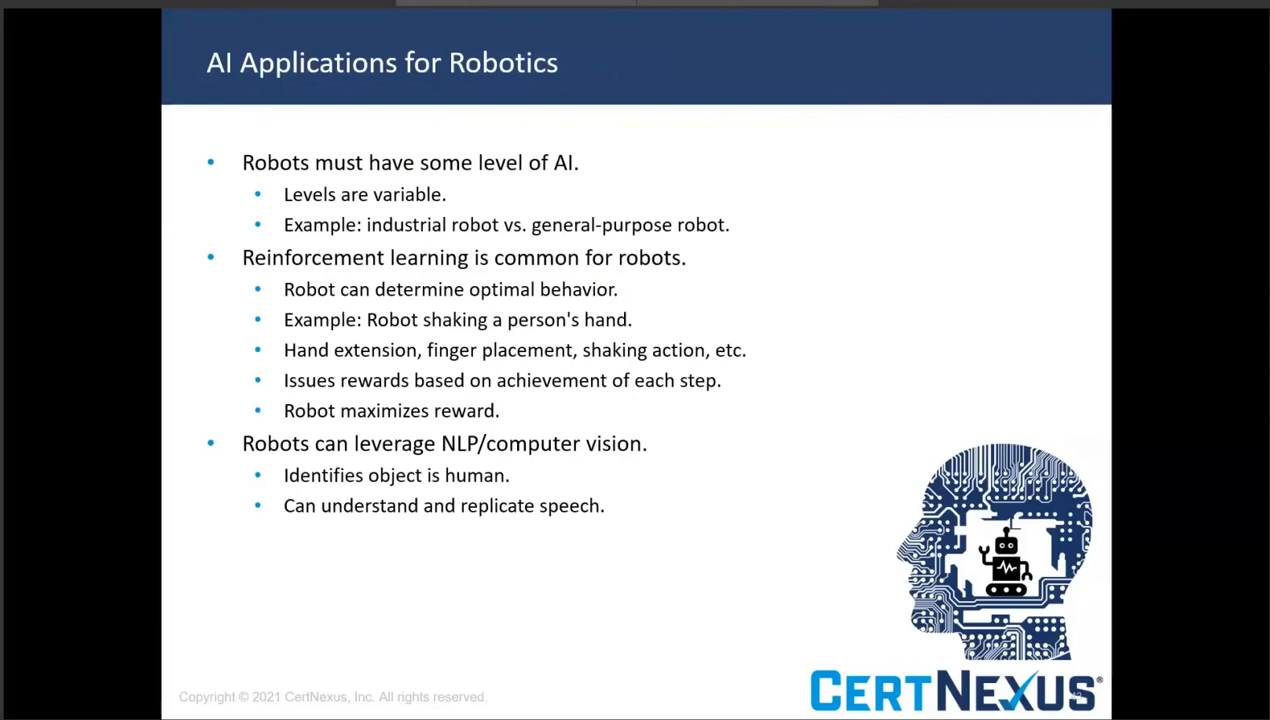 AI Applications for Robotics
• Robots must have some level of AI.
• Levels are variable.
• Example: industrial robot vs. general-purpose robot.
• Reinforcement learning is common for robots.
• Robot can determine optimal behavior.
• Example: Robot shaking a person's hand.
• Hand extension, finger placement, shaking action, etc.
• Issues rewards based on achievement of each step.
• Robot maximizes reward.
• Robots can leverage NLP/computer vision.
• Identifies object is human.
• Can understand and replicate speech.
Copyright © 2021 CertNexus, Inc. All rights reserved.
CERTNEXUS®